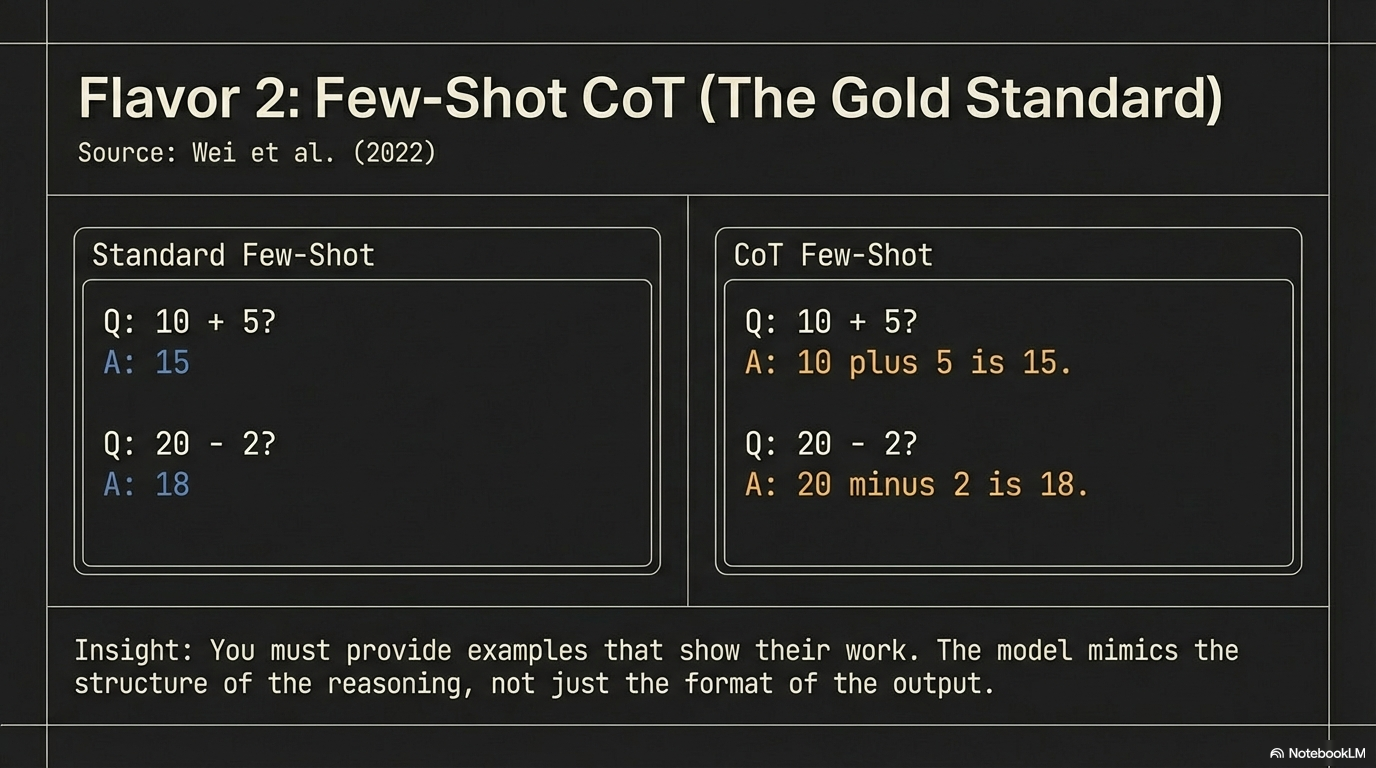 Flavor 2: Few-Shot CoT (The Gold Standard)
Source: Wei et al. (2022)
Standard Few-Shot
Q: 10 + 5?
A: 15
Q: 20 - 2?
A: 18
CoT Few-Shot
Q: 10 + 5?
A: 10 plus 5 is 15.
Q: 20 - 2?
A: 20 minus 2 is 18.
Insight: You must provide examples that show their work. The model mimics the
structure of the reasoning, not just the format of the output.
NotebookLM